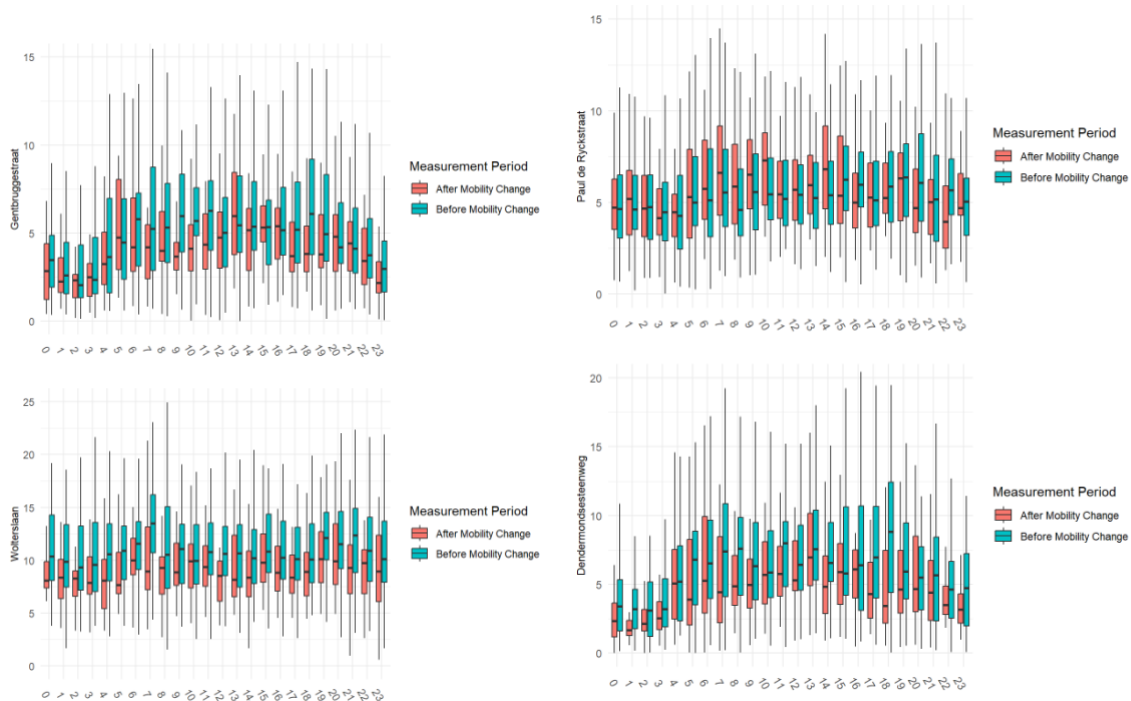 Gentbruggestraat
15
10
5
0
0 1 2 3 4 5 6 7 8 9 10 11 12 13 14 15 16 17 18 19 20 21 22 23
Measurement Period
After Mobility Change
Before Mobility Change
Paul de Ryckstraat
15
10
5
0
0 1 2 3 4 5 6 7 8 9 10 11 12 13 14 15 16 17 18 19 20 21 22 23
Measurement Period
After Mobility Change
Before Mobility Change
Wolterslaan
25
20
15
10
5
0
0 1 2 3 4 5 6 7 8 9 10 11 12 13 14 15 16 17 18 19 20 21 22 23
Measurement Period
After Mobility Change
Before Mobility Change
Dendermondsesteenweg
20
15
10
5
0
0 1 2 3 4 5 6 7 8 9 10 11 12 13 14 15 16 17 18 19 20 21 22 23
Measurement Period
After Mobility Change
Before Mobility Change